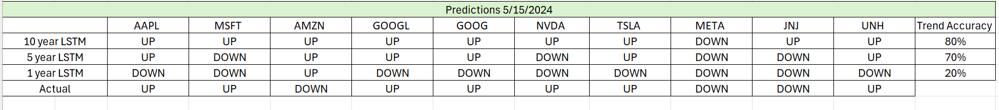 Predictions 5/15/2024
AAPL MSFT AMZN GOOGL GOOG NVDA TSLA META JNJ UNH Trend Accuracy
10 year LSTM UP UP UP UP UP UP UP DOWN UP UP 80%
5 year LSTM UP DOWN UP UP UP DOWN UP DOWN DOWN UP 70%
1 year LSTM DOWN DOWN UP DOWN DOWN DOWN DOWN DOWN DOWN DOWN 20%
Actual UP UP DOWN UP UP UP UP DOWN DOWN UP